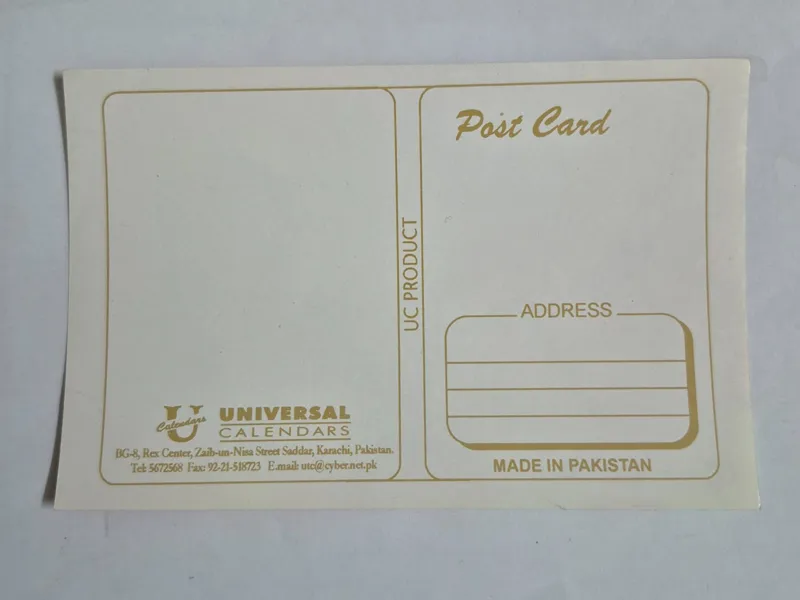 Post Card
UC PRODUCT
ADDRESS
U Calendars
UNIVERSAL
CALENDARS
BG-8, Rex Center, Zaib-un-Nisa Street Saddar, Karachi, Pakistan.
Tel: 5672568 Fax: 92-21-518723 E.mail: utc@cyber.net.pk
MADE IN PAKISTAN